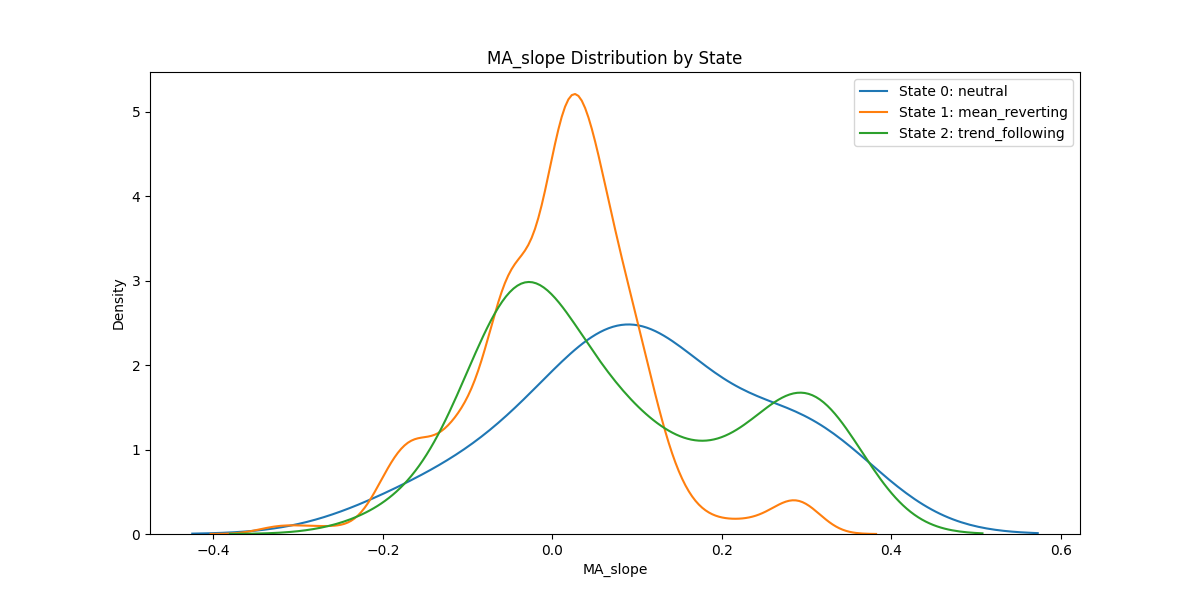 MA_slope Distribution by State
State 0: neutral
State 1: mean_reverting
State 2: trend_following
Density
5
4
3
2
1
0
−0.4 −0.2 0.0 0.2 0.4 0.6
MA_slope